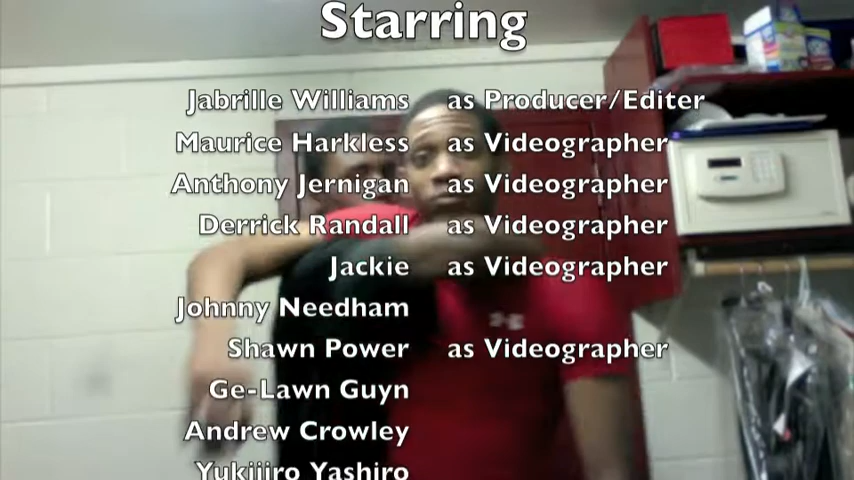 Starring
Jabrille Williams as Producer/Editer
Maurice Harkless as Videographer
Anthony Jernigan as Videographer
Derrick Randall as Videographer
Jackie as Videographer
Johnny Needham
Shawn Power as Videographer
Ge-Lawn Guyn
Andrew Crowley
Yukijiro Yashiro